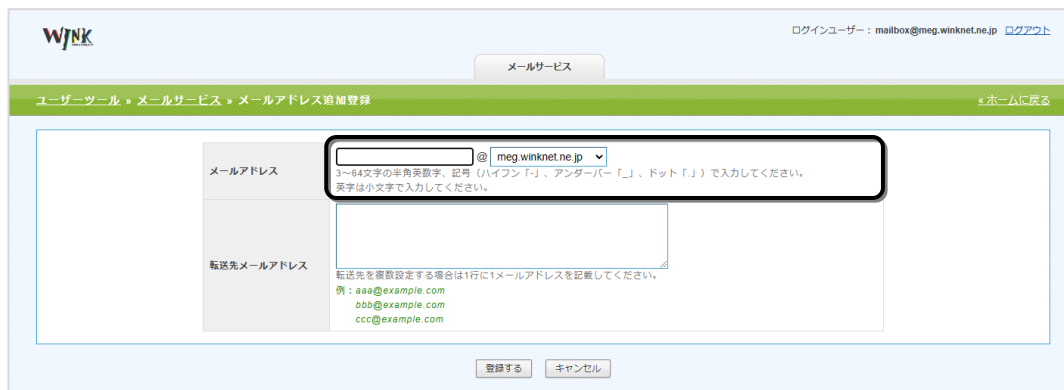 WINK
ログインユーザー：mailbox@meg.winknet.ne.jp ログアウト
メールサービス
ユーザーツール » メールサービス » メールアドレス追加登録
«ホームに戻る
メールアドレス
@ meg.winknet.ne.jp
3～64文字の半角英数字、記号（ハイフン「-」、アンダーバー「_」、ドット「.」）で入力してください。
英字は小文字で入力してください。
転送先メールアドレス
転送先を複数設定する場合は1行に1メールアドレスを記載してください。
例：aaa@example.com
bbb@example.com
ccc@example.com
登録する キャンセル